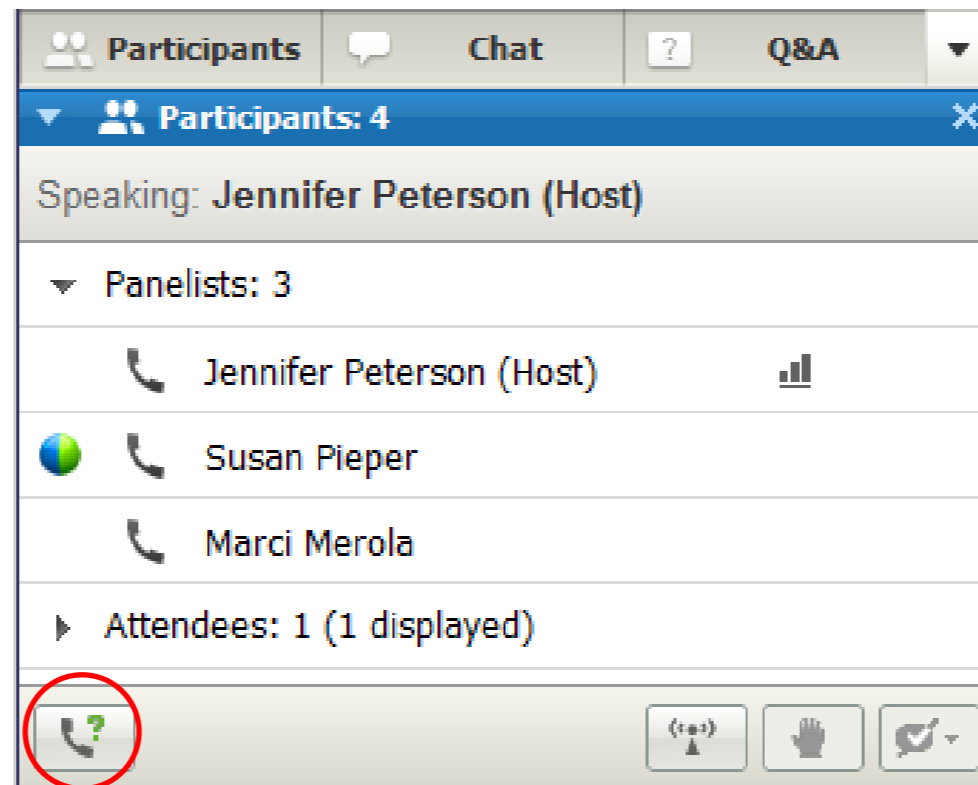 Participants Chat ? Q&A
Participants: 4
Speaking: Jennifer Peterson (Host)
Panelists: 3
Jennifer Peterson (Host)
Susan Pieper
Marci Merola
Attendees: 1 (1 displayed)
?